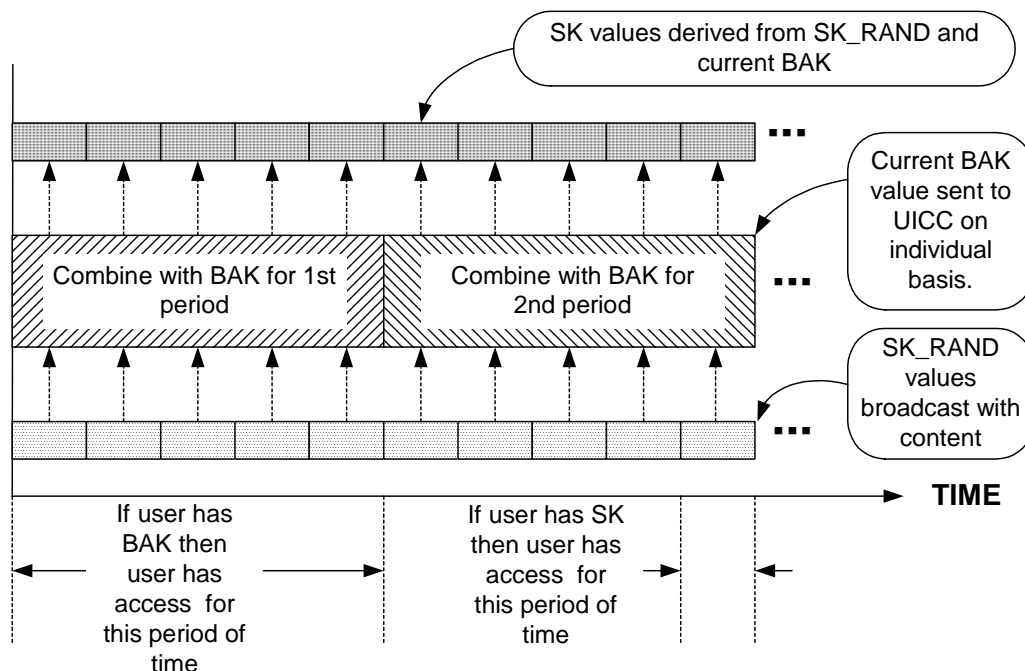 SK values derived from SK_RAND and
current BAK
Current BAK
value sent to
UICC on
individual
basis.
Combine with BAK for 1st
period
Combine with BAK for
2nd period
SK_RAND
values
broadcast with
content
TIME
If user has
BAK then
user has
access for
this period of
time
If user has SK
then user has
access for
this period of
time